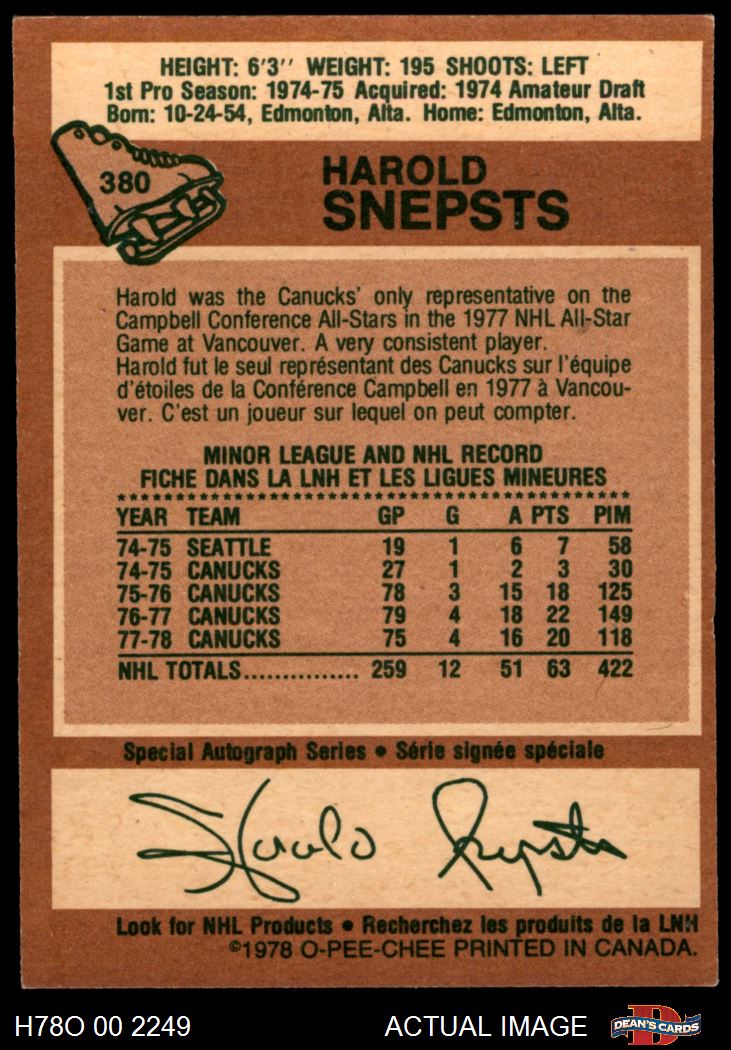 HEIGHT: 6'3'' WEIGHT: 195 SHOOTS: LEFT
1st Pro Season: 1974-75 Acquired: 1974 Amateur Draft
Born: 10-24-54, Edmonton, Alta. Home: Edmonton, Alta.
380
HAROLD
SNEPSTS
Harold was the Canucks' only representative on the
Campbell Conference All-Stars in the 1977 NHL All-Star
Game at Vancouver. A very consistent player.
Harold fut le seul représentant des Canucks sur l'équipe
d'étoiles de la Conférence Campbell en 1977 à Vancou-
ver. C'est un joueur sur lequel on peut compter.
MINOR LEAGUE AND NHL RECORD
FICHE DANS LA LNH ET LES LIGUES MINEURES
YEAR TEAM GP G A PTS PIM
74-75 SEATTLE 19 1 6 7 58
74-75 CANUCKS 27 1 2 3 30
75-76 CANUCKS 78 3 15 18 125
76-77 CANUCKS 79 4 18 22 149
77-78 CANUCKS 75 4 16 20 118
NHL TOTALS................ 259 12 51 63 422
Special Autograph Series • Série signée spéciale
Harold Snepsts
Look for NHL Products • Recherchez les produits de la LNH
©1978 O-PEE-CHEE PRINTED IN CANADA.
H78O 00 2249 ACTUAL IMAGE DEAN'S CARDS